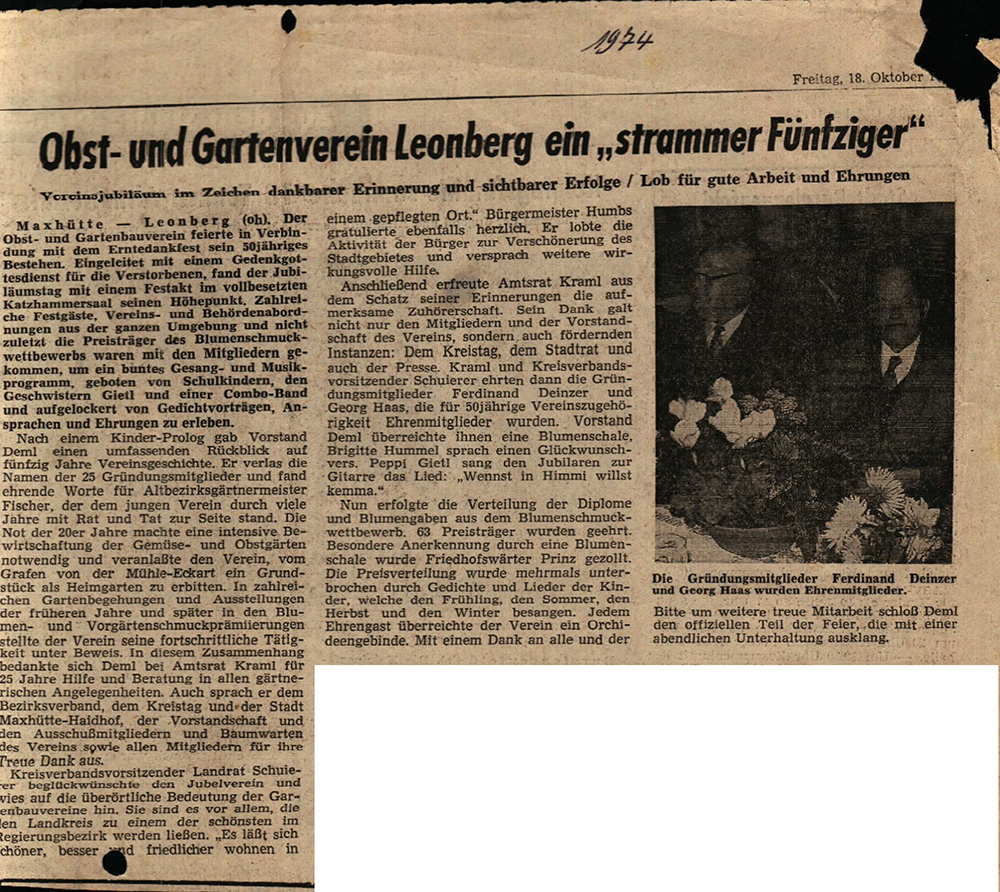 1974
Freitag, 18. Oktober
Obst- und Gartenverein Leonberg ein „strammer Fünfziger“
Vereinsjubiläum im Zeichen dankbarer Erinnerung und sichtbarer Erfolge / Lob für gute Arbeit und Ehrungen
Maxhütte — Leonberg (oh). Der
Obst- und Gartenbauverein feierte in Verbin-
dung mit dem Erntedankfest sein 50jähriges
Bestehen. Eingeleitet mit einem Gedenkgot-
tesdienst für die Verstorbenen, fand der Jubi-
läumstag mit einem Festakt im vollbesetzten
Katzhammersaal seinen Höhepunkt. Zahlrei-
che Festgäste, Vereins- und Behördenabord-
nungen aus der ganzen Umgebung und nicht
zuletzt die Preisträger des Blumenschmuck-
wettbewerbs waren mit den Mitgliedern ge-
kommen, um ein buntes Gesang- und Musik-
programm, geboten von Schulkindern, den
Geschwistern Gietl und einer Combo-Band
und aufgelockert von Gedichtvorträgen, An-
sprachen und Ehrungen zu erleben.
Nach einem Kinder-Prolog gab Vorstand
Deml einen umfassenden Rückblick auf
fünfzig Jahre Vereinsgeschichte. Er verlas die
Namen der 25 Gründungsmitglieder und fand
ehrende Worte für Altbezirksgärtnermeister
Fischer, der dem jungen Verein durch viele
Jahre mit Rat und Tat zur Seite stand. Die
Not der 20er Jahre machte eine intensive Be-
wirtschaftung der Gemüse- und Obstgärten
notwendig und veranlaßte den Verein, vom
Grafen von der Mühle-Eckart ein Grund-
stück als Heimgarten zu erbitten. In zahlrei-
chen Gartenbegehungen und Ausstellungen
der früheren Jahre und später in den Blu-
men- und Vorgärtenschmuckprämiierungen
stellte der Verein seine fortschrittliche Tätig-
keit unter Beweis. In diesem Zusammenhang
bedankte sich Deml bei Amtsrat Kraml für
25 Jahre Hilfe und Beratung in allen gärtne-
rischen Angelegenheiten. Auch sprach er dem
Bezirksverband, dem Kreistag und der Stadt
Maxhütte-Haidhof, der Vorstandschaft und
den Ausschußmitgliedern und Baumwarten
des Vereins sowie allen Mitgliedern für ihre
Treue Dank aus.
Kreisverbandsvorsitzender Landrat Schuie-
rer beglückwünschte den Jubelverein und
wies auf die überörtliche Bedeutung der Gar-
enbauvereine hin. Sie sind es vor allem, die
den Landkreis zu einem der schönsten im
Regierungsbezirk werden ließen. „Es läßt sich
schöner, besser und friedlicher wohnen in
einem gepflegten Ort.“ Bürgermeister Humbs
gratulierte ebenfalls herzlich. Er lobte die
Aktivität der Bürger zur Verschönerung des
Stadtgebietes und versprach weitere wir-
kungsvolle Hilfe.
Anschließend erfreute Amtsrat Kraml aus
dem Schatz seiner Erinnerungen die auf-
merksame Zuhörerschaft. Sein Dank galt
nicht nur den Mitgliedern und der Vorstand-
schaft des Vereins, sondern auch fördernden
Instanzen: Dem Kreistag, dem Stadtrat und
auch der Presse. Kraml und Kreisverbands-
vorsitzender Schuierer ehrten dann die Grün-
dungsmitglieder Ferdinand Deinzer und
Georg Haas, die für 50jährige Vereinszugehö-
rigkeit Ehrenmitglieder wurden. Vorstand
Deml überreichte ihnen eine Blumenschale,
Brigitte Hummel sprach einen Glückwunsch-
vers. Peppi Gietl sang den Jubilaren zur
Gitarre das Lied: „Wennst in Himmi willst
kemma.“
Nun erfolgte die Verteilung der Diplome
und Blumengaben aus dem Blumenschmuck-
wettbewerb. 63 Preisträger wurden geehrt.
Besondere Anerkennung durch eine Blumen-
schale wurde Friedhofswärter Prinz gezollt.
Die Preisverteilung wurde mehrmals unter-
brochen durch Gedichte und Lieder der Kin-
der, welche den Frühling, den Sommer, den
Herbst und den Winter besangen. Jedem
Ehrengast überreichte der Verein ein Orchi-
deengebinde. Mit einem Dank an alle und der
Die Gründungsmitglieder Ferdinand Deinzer
und Georg Haas wurden Ehrenmitglieder.
Bitte um weitere treue Mitarbeit schloß Deml
den offiziellen Teil der Feier, die mit einer
abendlichen Unterhaltung ausklang.